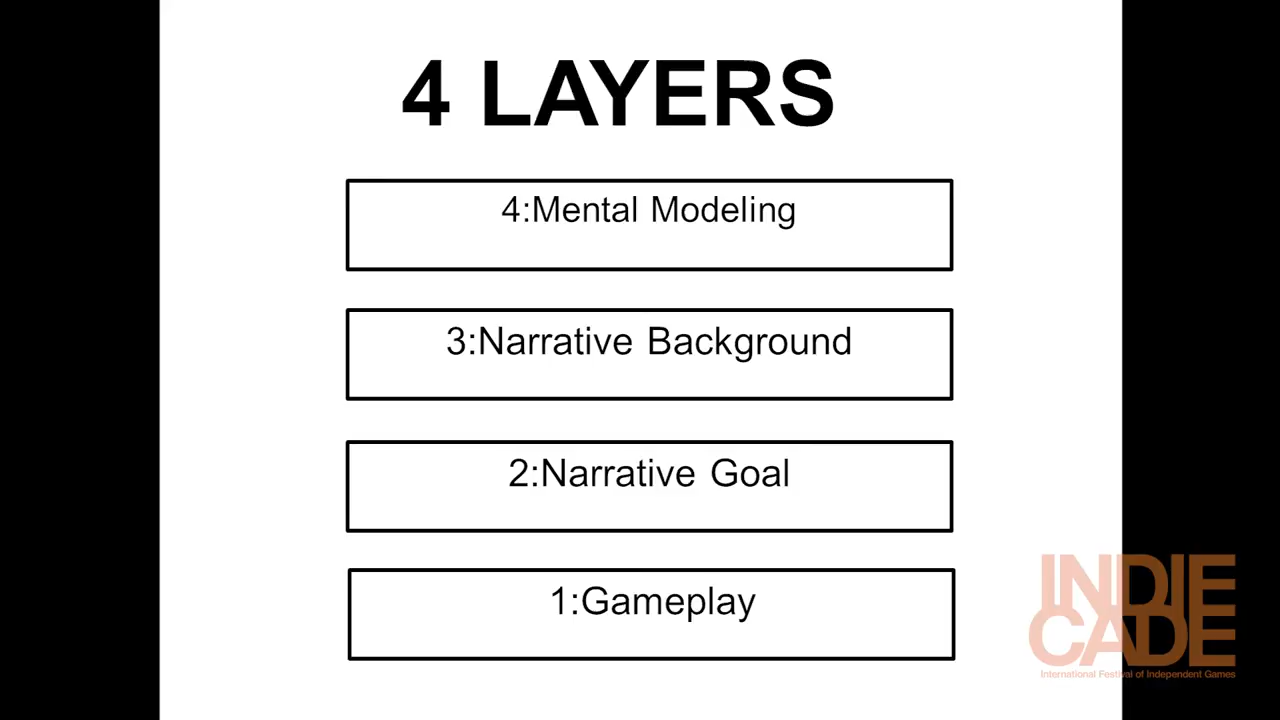 4 LAYERS
4:Mental Modeling
3:Narrative Background
2:Narrative Goal
1:Gameplay
INDIE
CADE
International Festival of Independent Games